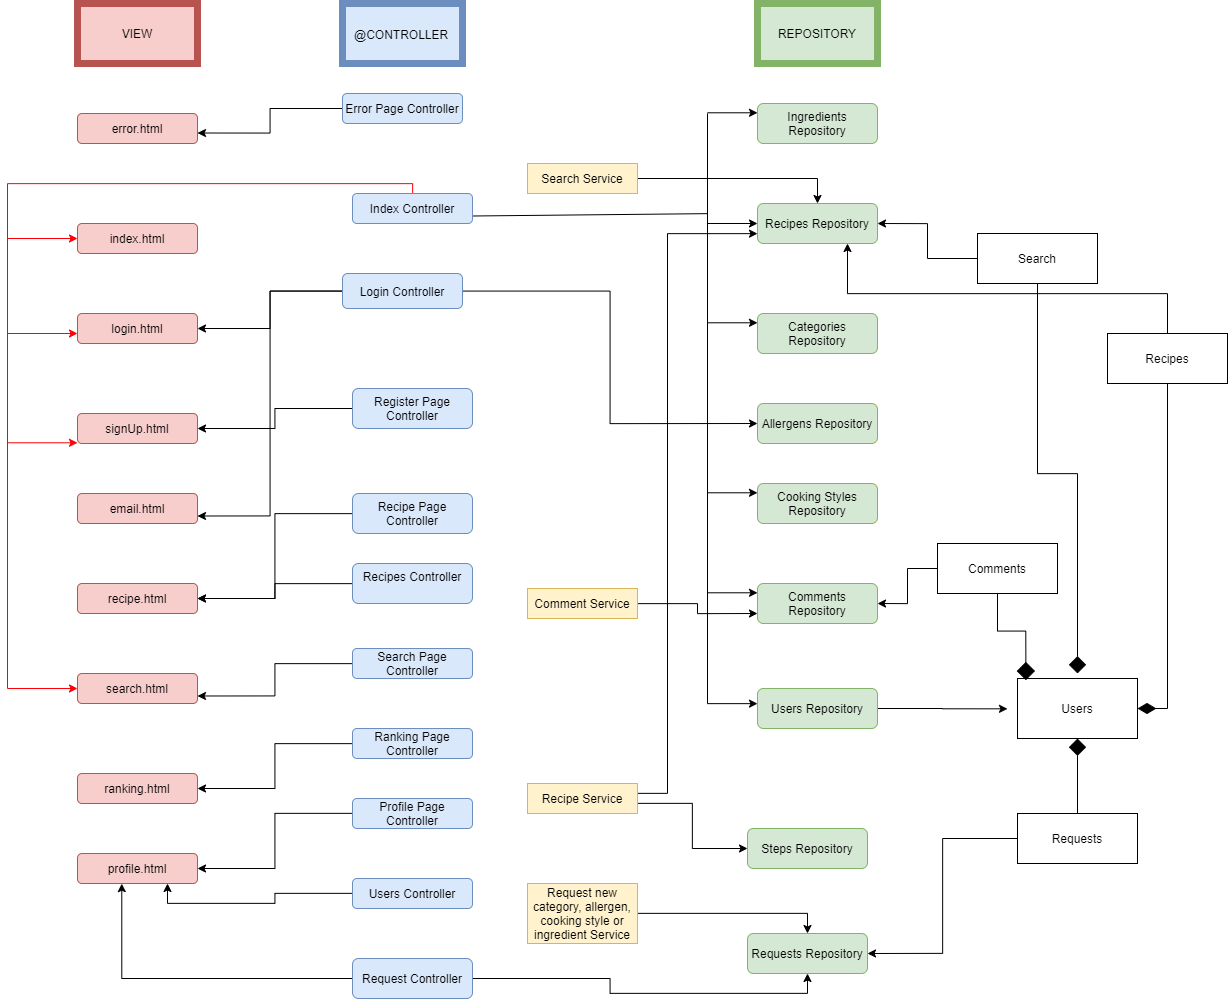 VIEW
@CONTROLLER
REPOSITORY
Error Page Controller
error.html
Ingredients
Repository
Search Service
Index Controller
Recipes Repository
index.html
Search
Login Controller
login.html
Categories
Repository
Recipes
Register Page
Controller
signUp.html
Allergens Repository
email.html
Recipe Page
Controller
Cooking Styles
Repository
Recipes Controller
Comments
recipe.html
Comment Service
Comments
Repository
Search Page
Controller
search.html
Users Repository
Users
Ranking Page
Controller
ranking.html
Recipe Service
Profile Page
Controller
Requests
profile.html
Steps Repository
Users Controller
Request new
category, allergen,
cooking style or
ingredient Service
Requests Repository
Request Controller